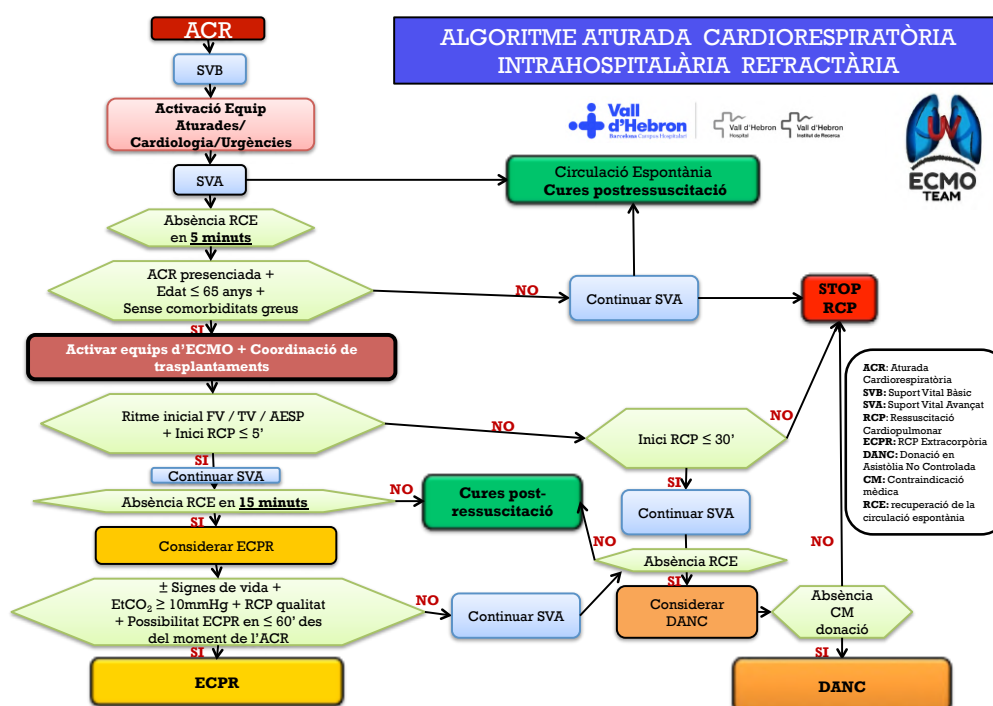 ACR
ALGORITME ATURADA CARDIORESPIRATÒRIA
INTRAHOSPITALÀRIA REFRACTÀRIA
SVB
Activació Equip
Aturades/
Cardiologia/Urgències
Vall
d'Hebron
Barcelona Campus Hospitalari
Vall d'Hebron
Hospital
Vall d'Hebron
Institut de Recerca
ECMO
TEAM
SVA
Circulació Espontània
Cures postressuscitació
Absència RCE
en 5 minuts
ACR presenciada +
Edat ≤ 65 anys +
Sense comorbiditats greus
NO
Continuar SVA
STOP
RCP
SI
Activar equips d'ECMO + Coordinació de
trasplantaments
Ritme inicial FV / TV / AESP
+ Inici RCP ≤ 5'
NO
Inici RCP ≤ 30'
NO
ACR: Aturada
Cardiorespiratòria
SVB: Suport Vital Bàsic
SVA: Suport Vital Avançat
RCP: Ressuscitació
Cardiopulmonar
ECPR: RCP Extracorpòria
DANC: Donació en
Asistòlia No Controlada
CM: Contraindicació
mèdica
RCE: recuperació de la
circulació espontània
SI
Continuar SVA
Absència RCE en 15 minuts
NO
Cures post-
ressuscitació
SI
Continuar SVA
SI
Considerar ECPR
NO
Absència RCE
NO
± Signes de vida +
EtCO₂ ≥ 10mmHg + RCP qualitat
+ Possibilitat ECPR en ≤ 60' des
del moment de l'ACR
NO
Continuar SVA
SI
Considerar
DANC
Absència
CM
donació
SI
ECPR
SI
DANC